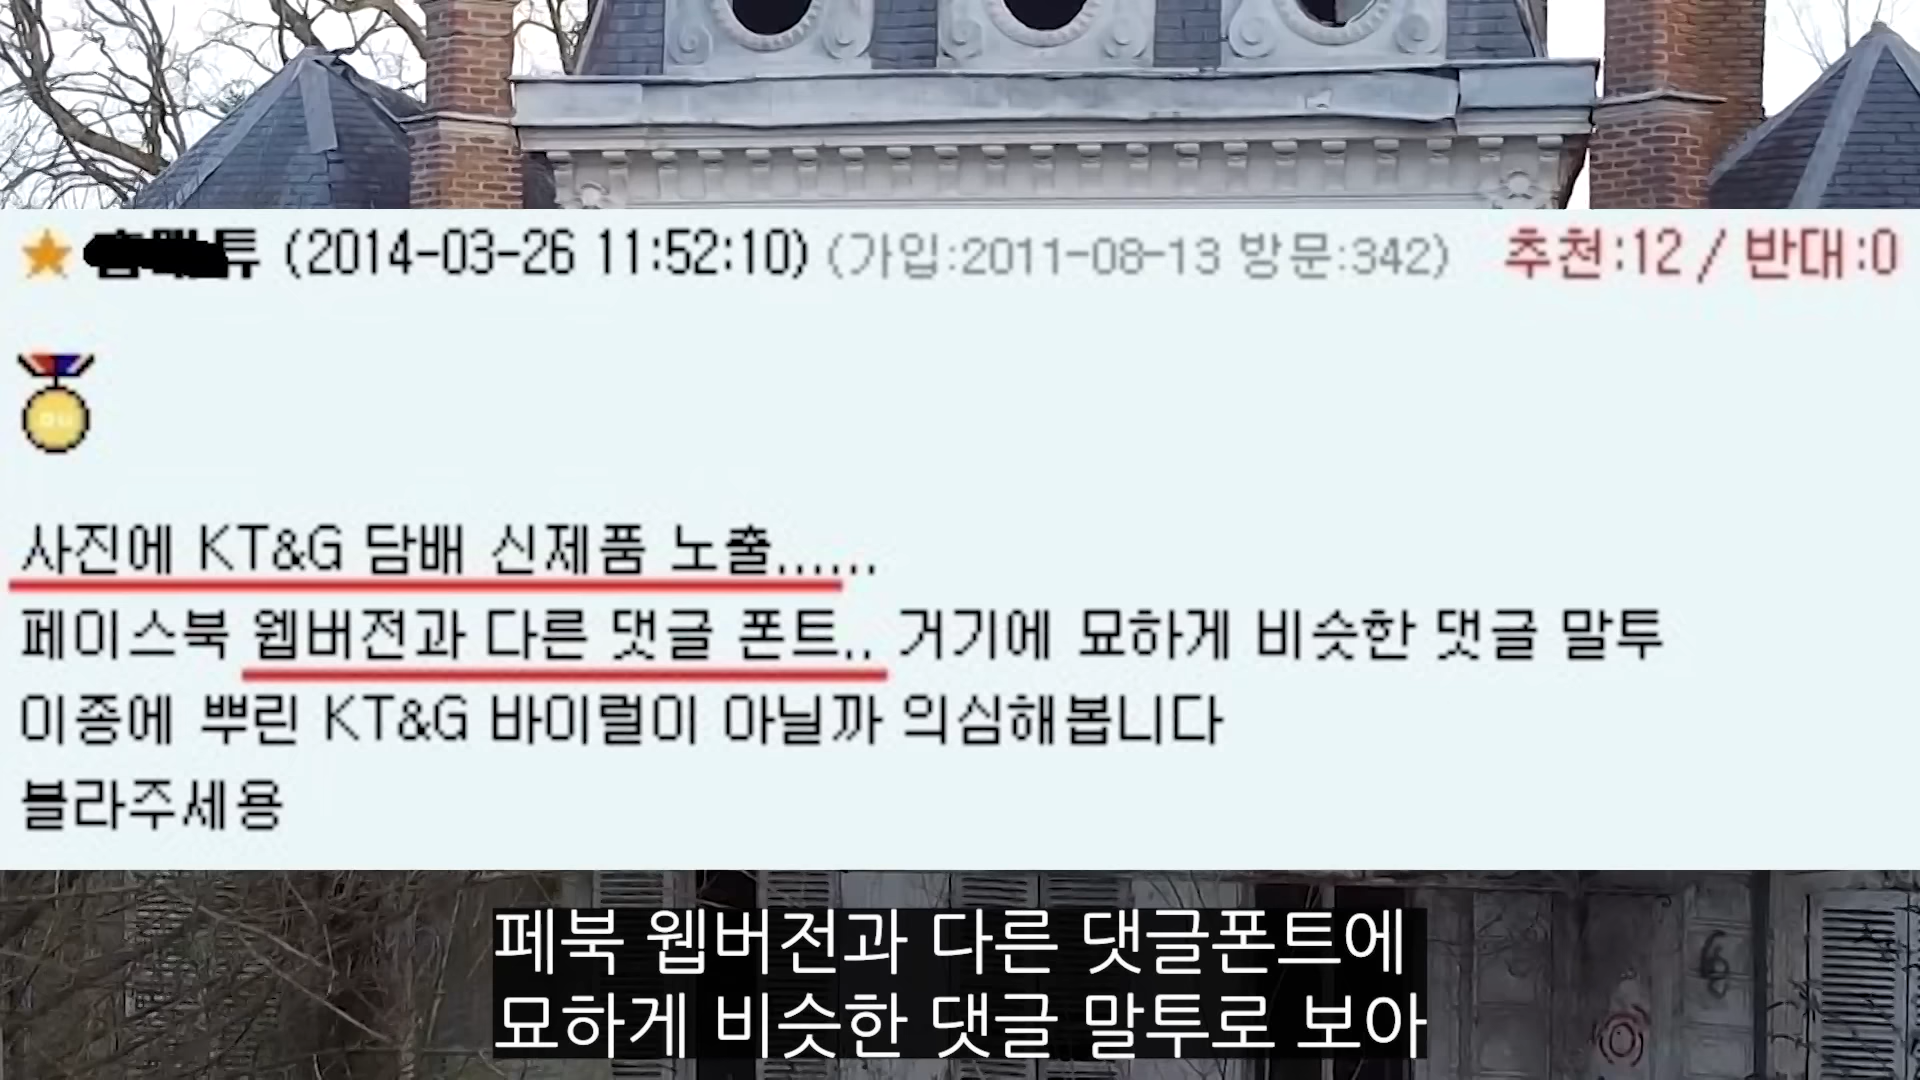 투 (2014-03-26 11:52:10) (가입:2011-08-13 방문:342) 추천:12 / 반대:0
사진에 KT&G 담배 신제품 노출......
페이스북 웹버전과 다른 댓글 폰트.. 거기에 묘하게 비슷한 댓글 말투
이종에 뿌린 KT&G 바이럴이 아닐까 의심해봅니다
블라주세용
페북 웹버전과 다른 댓글폰트에
묘하게 비슷한 댓글 말투로 보아